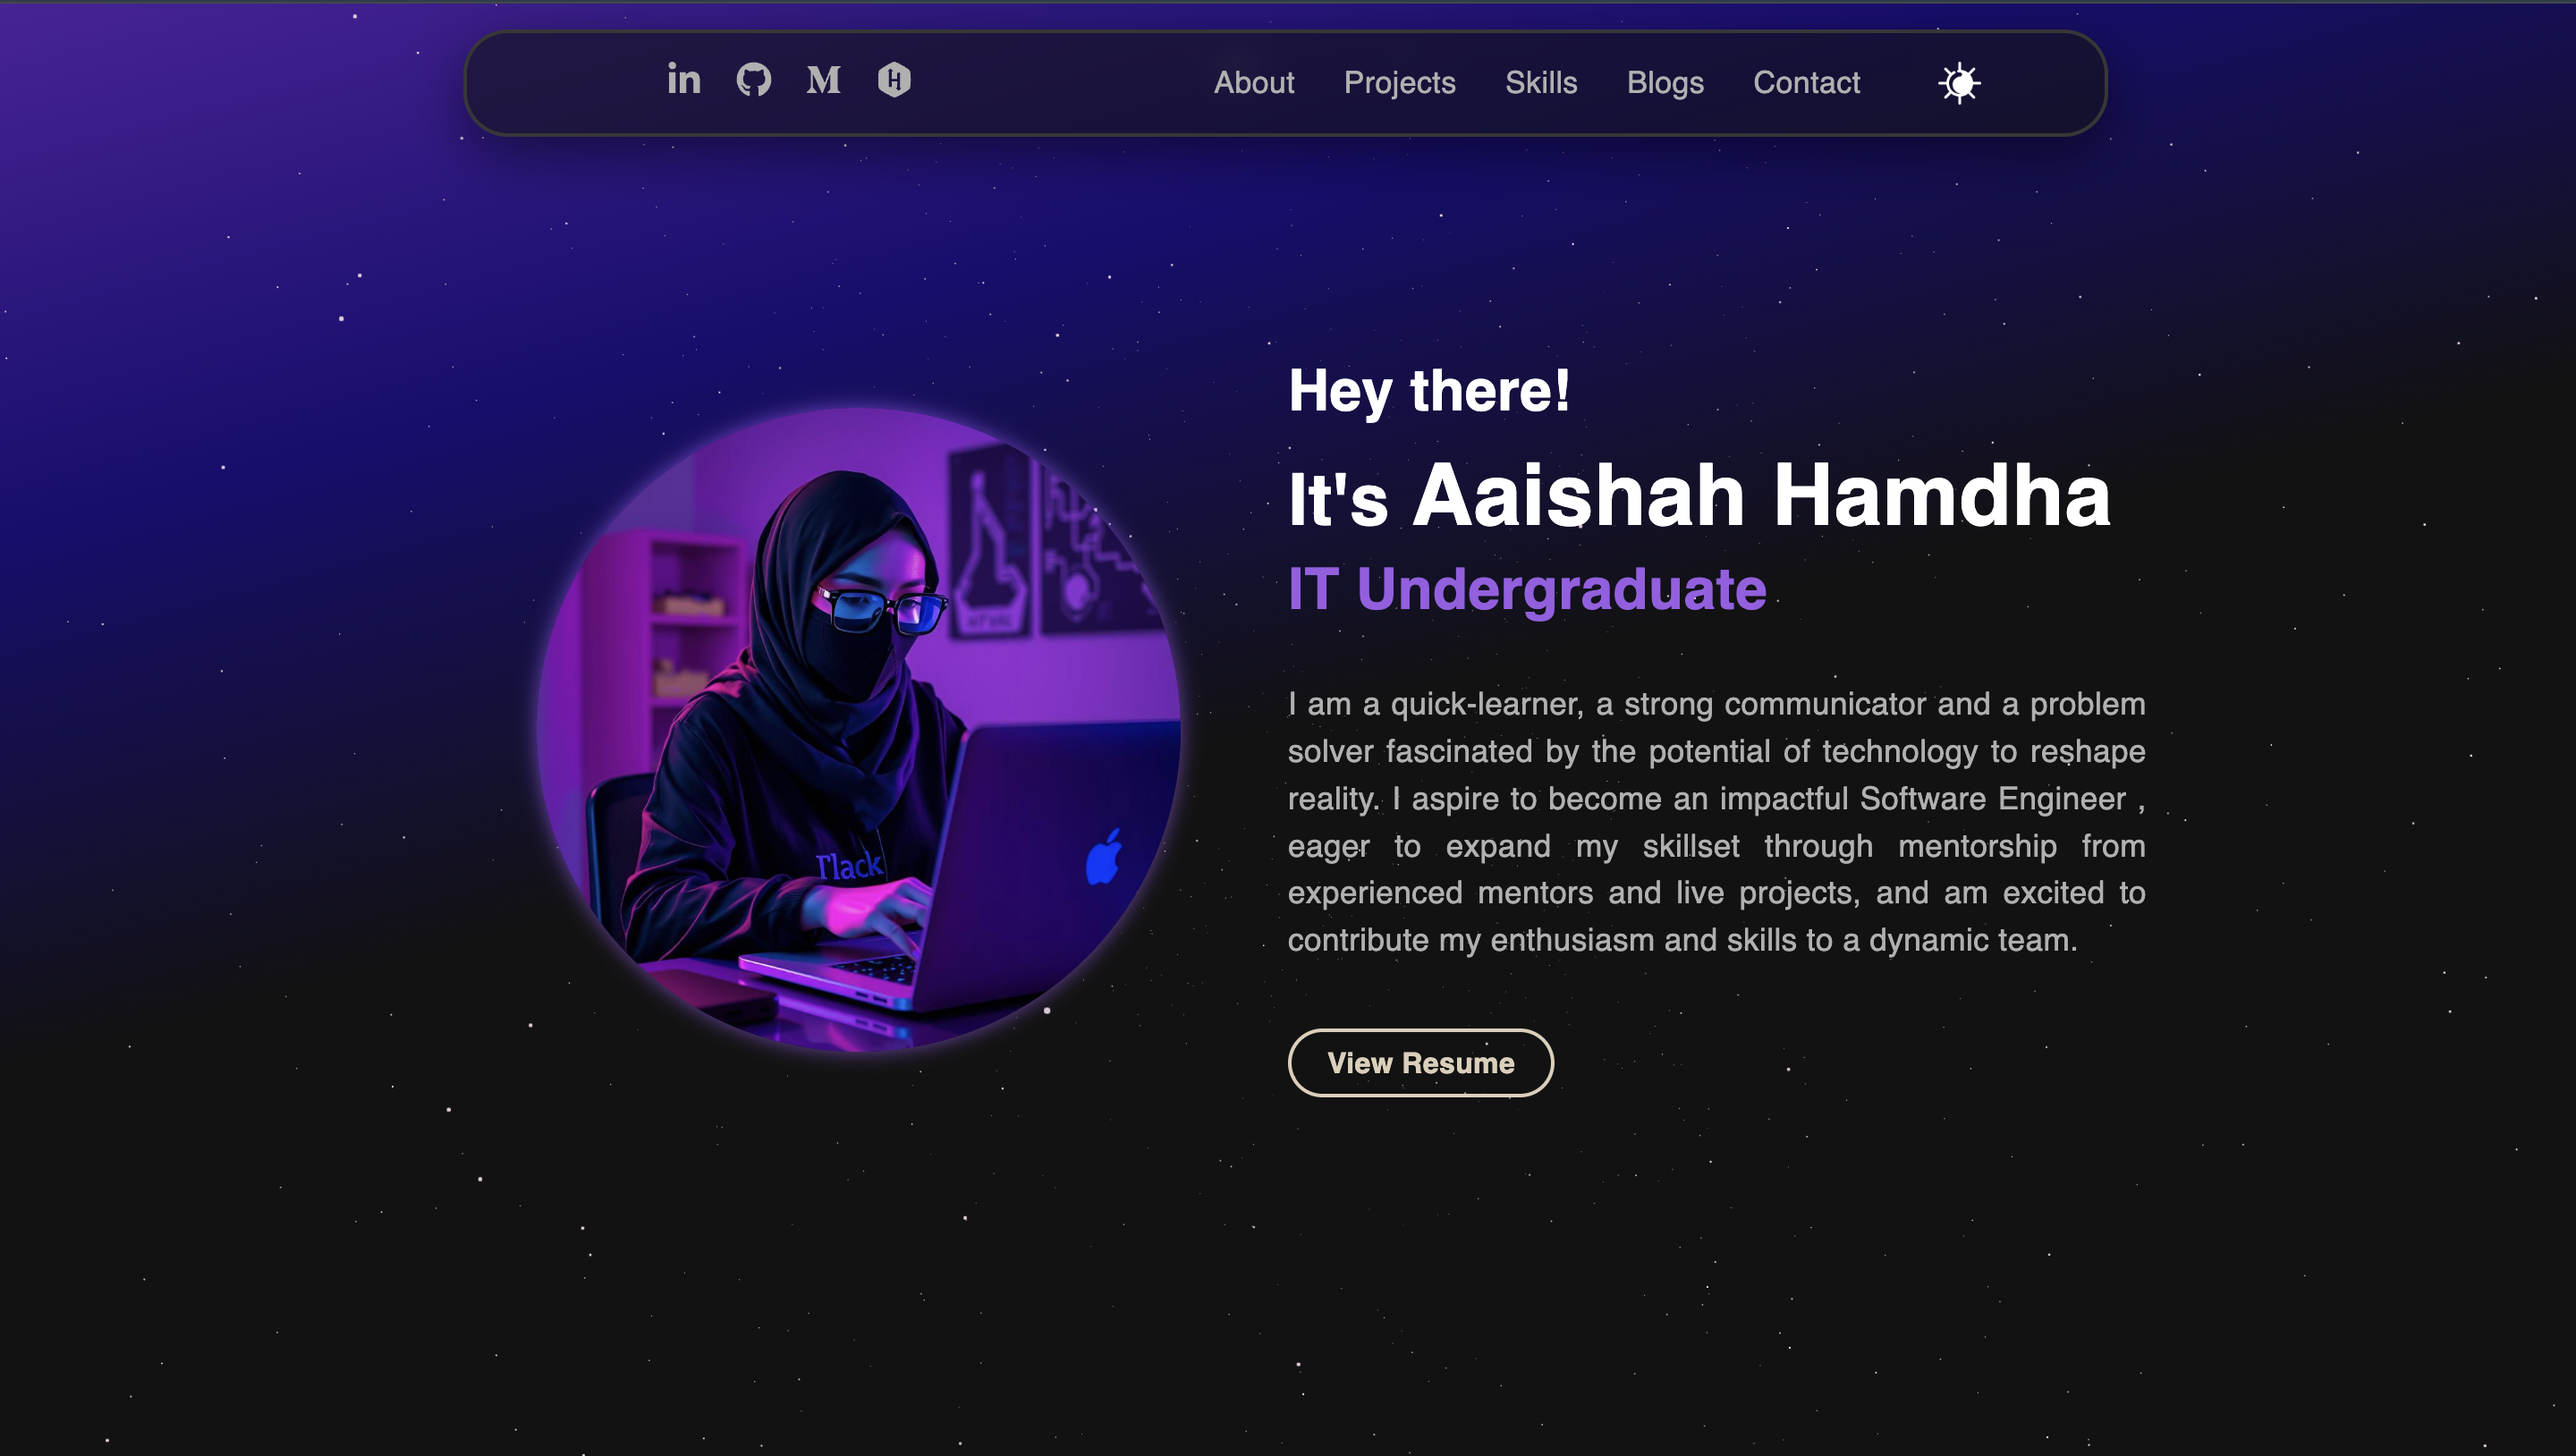 in M H About Projects Skills Blogs Contact
Hey there!
It's Aaishah Hamdha
IT Undergraduate
I am a quick-learner, a strong communicator and a problem
solver fascinated by the potential of technology to reshape
reality. I aspire to become an impactful Software Engineer ,
eager to expand my skillset through mentorship from
experienced mentors and live projects, and am excited to
contribute my enthusiasm and skills to a dynamic team.
View Resume